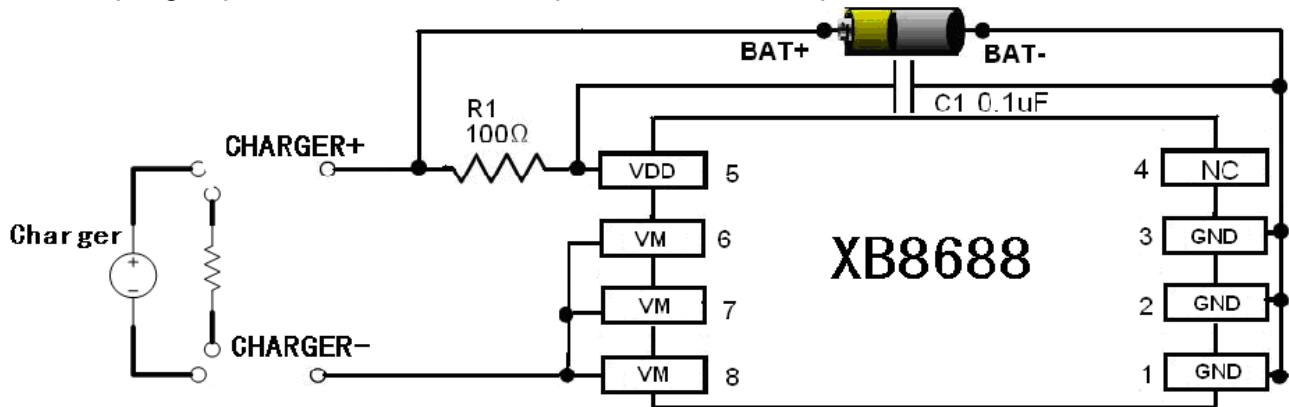 BAT+
BAT-
C1 0.1uF
R1
100Ω
CHARGER+
VDD 5
4 NC
Charger
VM 6
3 GND
XB8688
VM 7
2 GND
CHARGER-
VM 8
1 GND